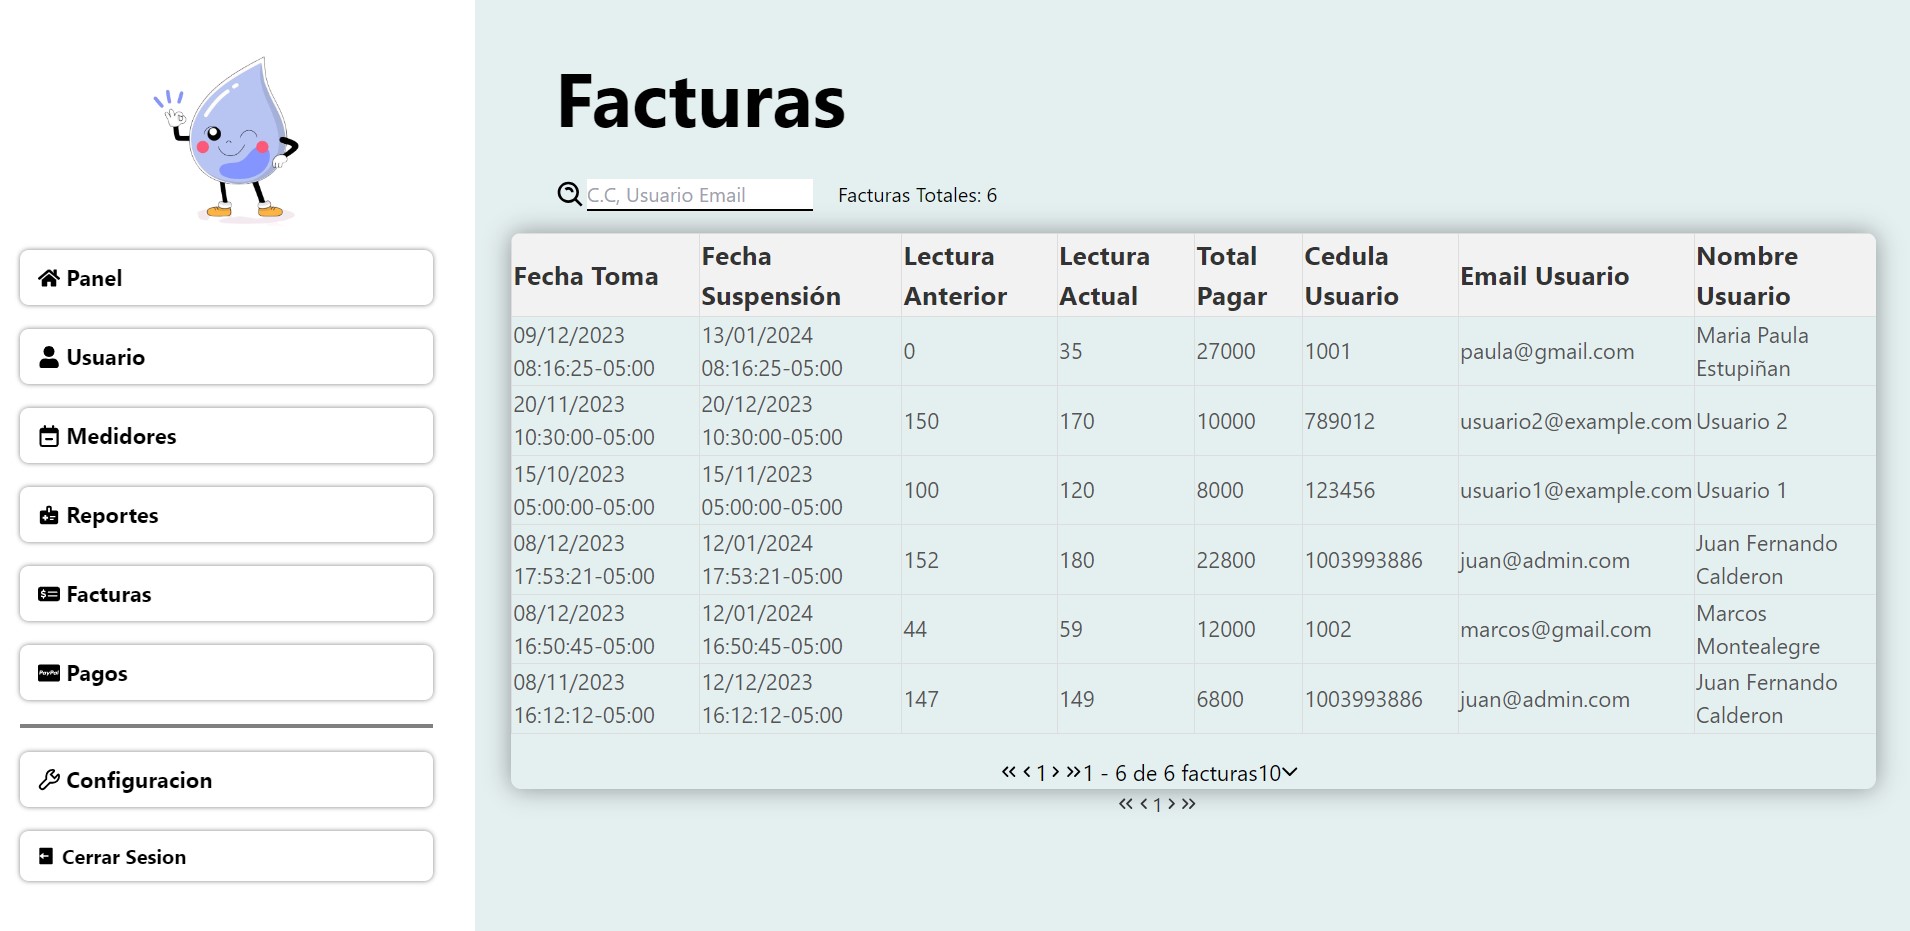 Panel
Usuario
Medidores
Reportes
Facturas
PayPal Pagos
Configuracion
Cerrar Sesion
Facturas
C.C, Usuario Email
Facturas Totales: 6
Fecha Toma Fecha Suspensión Lectura Anterior Lectura Actual Total Pagar Cedula Usuario Email Usuario Nombre Usuario
09/12/2023 08:16:25-05:00 13/01/2024 08:16:25-05:00 0 35 27000 1001 paula@gmail.com Maria Paula Estupiñan
20/11/2023 10:30:00-05:00 20/12/2023 10:30:00-05:00 150 170 10000 789012 usuario2@example.com Usuario 2
15/10/2023 05:00:00-05:00 15/11/2023 05:00:00-05:00 100 120 8000 123456 usuario1@example.com Usuario 1
08/12/2023 17:53:21-05:00 12/01/2024 17:53:21-05:00 152 180 22800 1003993886 juan@admin.com Juan Fernando Calderon
08/12/2023 16:50:45-05:00 12/01/2024 16:50:45-05:00 44 59 12000 1002 marcos@gmail.com Marcos Montealegre
08/11/2023 16:12:12-05:00 12/12/2023 16:12:12-05:00 147 149 6800 1003993886 juan@admin.com Juan Fernando Calderon
« ‹ 1 › » 1 - 6 de 6 facturas 10
« ‹ 1 › »